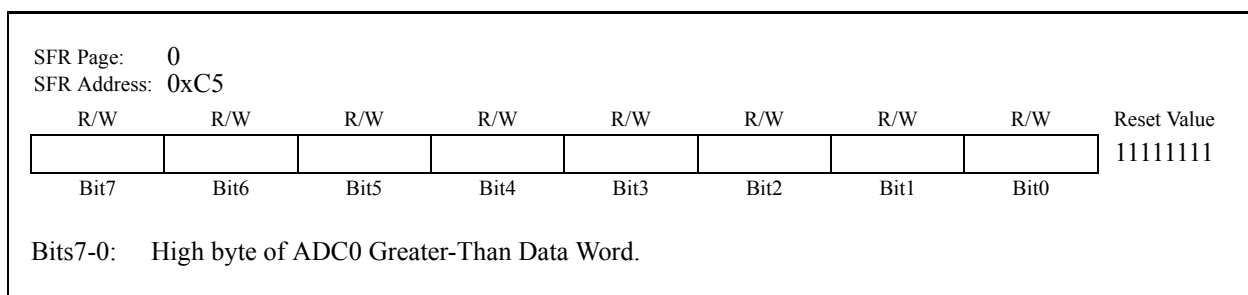 SFR Page: 0
SFR Address: 0xC5
R/W R/W R/W R/W R/W R/W R/W R/W Reset Value
11111111
Bit7 Bit6 Bit5 Bit4 Bit3 Bit2 Bit1 Bit0
Bits7-0: High byte of ADC0 Greater-Than Data Word.